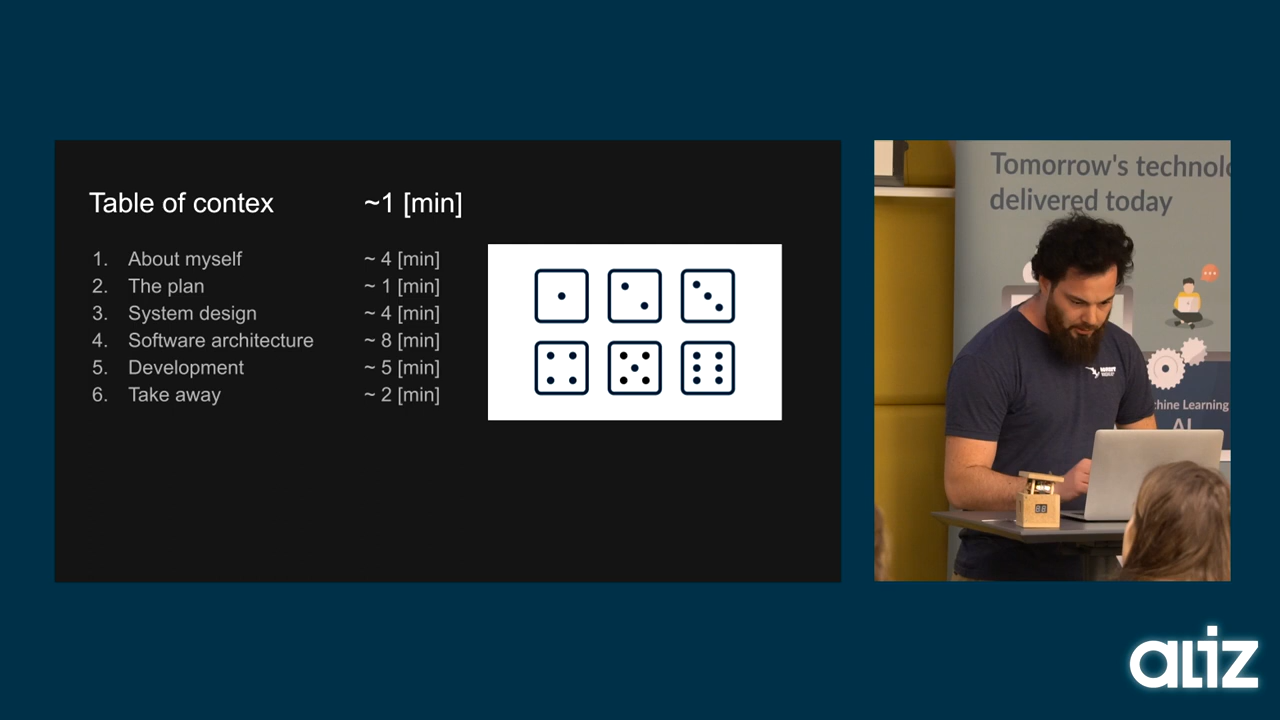 Table of contex ~1 [min]
1. About myself ~ 4 [min]
2. The plan ~ 1 [min]
3. System design ~ 4 [min]
4. Software architecture ~ 8 [min]
5. Development ~ 5 [min]
6. Take away ~ 2 [min]
Tomorrow's technolo
delivered today
chine Learning
AI
aliz